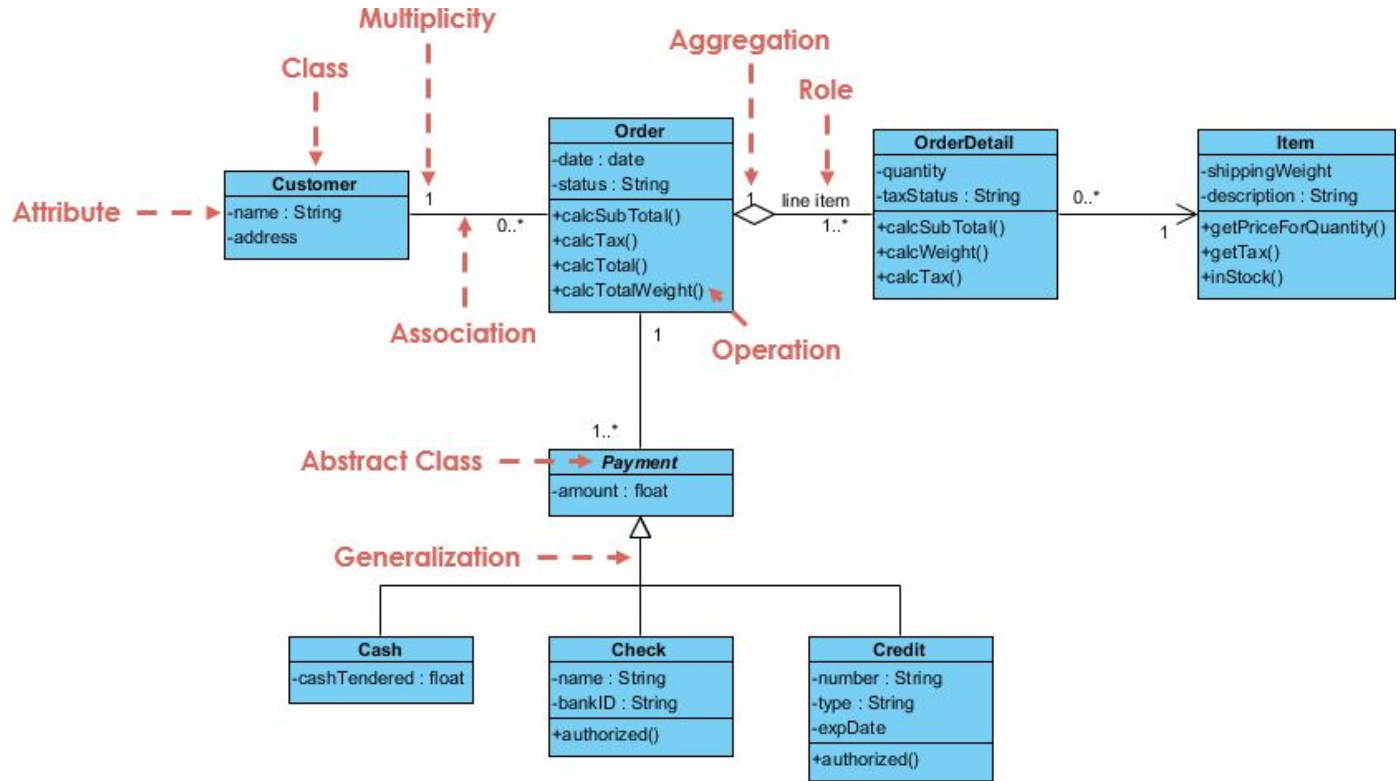 Multiplicity
Aggregation
Class
Role
Attribute
Customer
-name : String
-address
1
0..*
Association
Order
-date : date
-status : String
+calcSubTotal()
+calcTax()
+calcTotal()
+calcTotalWeight()
Operation
1
line item
1..*
OrderDetail
-quantity
-taxStatus : String
+calcSubTotal()
+calcWeight()
+calcTax()
0..*
1
Item
-shippingWeight
-description : String
+getPriceForQuantity()
+getTax()
+inStock()
1
1..*
Abstract Class
Payment
-amount : float
Generalization
Cash
-cashTendered : float
Check
-name : String
-bankID : String
+authorized()
Credit
-number : String
-type : String
-expDate
+authorized()